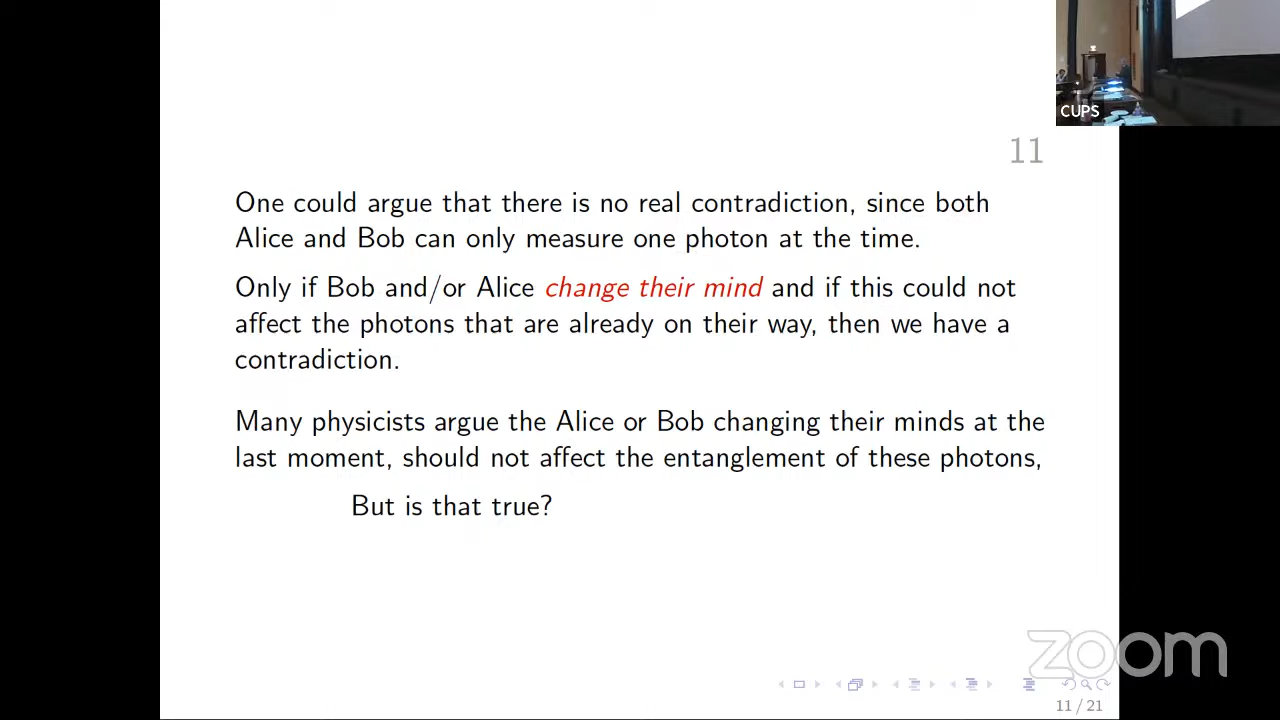 CUPS
11
One could argue that there is no real contradiction, since both
Alice and Bob can only measure one photon at the time.
Only if Bob and/or Alice change their mind and if this could not
affect the photons that are already on their way, then we have a
contradiction.
Many physicists argue the Alice or Bob changing their minds at the
last moment, should not affect the entanglement of these photons,
But is that true?
zoom
11 / 21